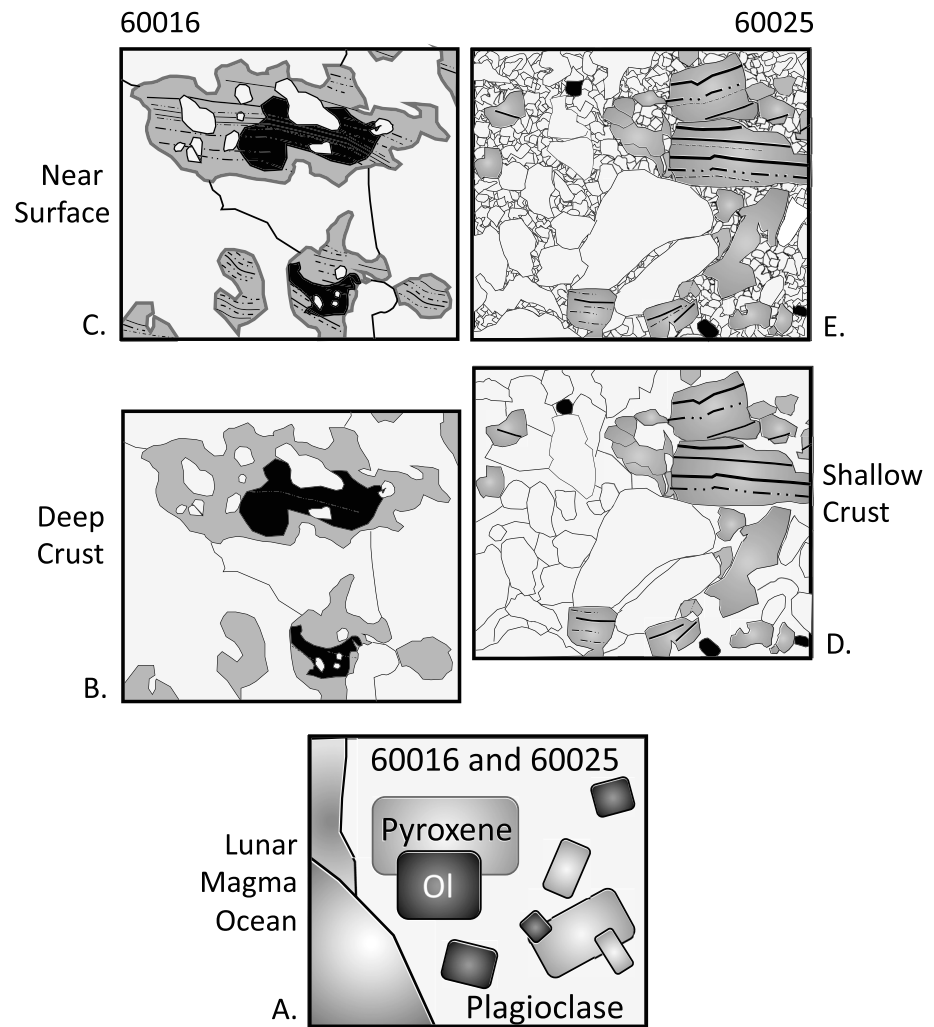 60016
60025
Near
Surface
C.
E.
Deep
Crust
B.
Shallow
Crust
D.
60016 and 60025
Pyroxene
Ol
Lunar
Magma
Ocean
A.
Plagioclase